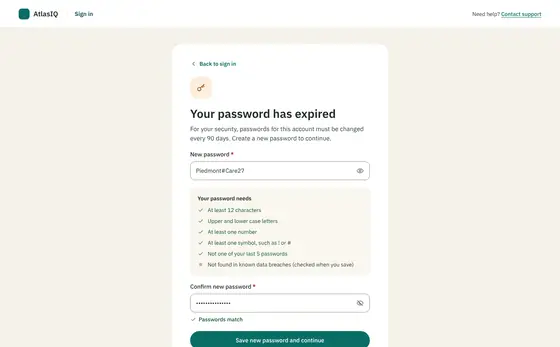 AtlasIQ
Sign in
Need help? Contact support
Back to sign in
Your password has expired
For your security, passwords for this account must be changed
every 90 days. Create a new password to continue.
New password *
Piedmont#Care27
Your password needs
At least 12 characters
Upper and lower case letters
At least one number
At least one symbol, such as ! or #
Not one of your last 5 passwords
Not found in known data breaches (checked when you save)
Confirm new password *
•••••••••••••••
Passwords match
Save new password and continue